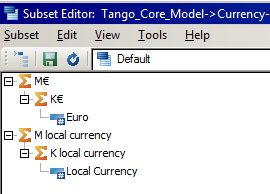 Subset Editor: Tango_Core_Model->Currency-
Subset Edit View Tools Help
Default
M€
K€
Euro
M local currency
K local currency
Local Currency